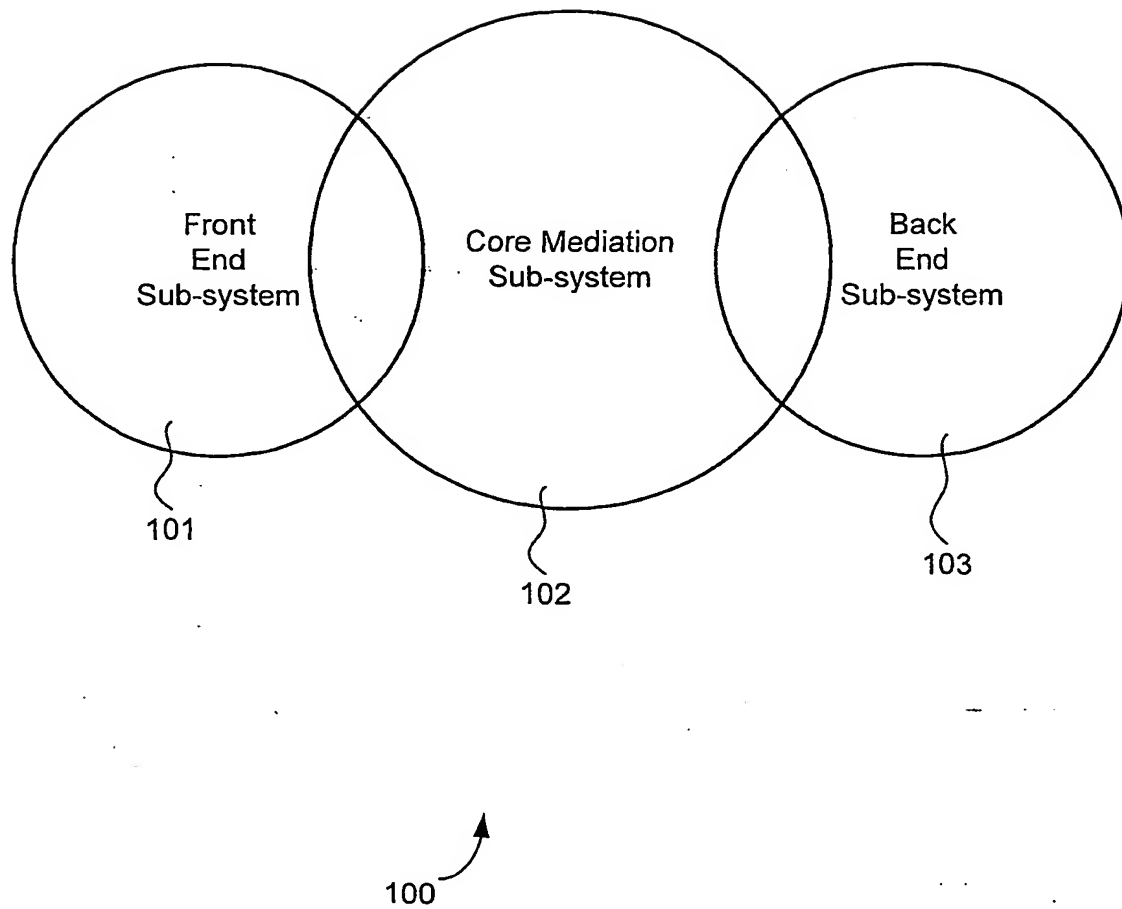 Front
End
Sub-system
Core Mediation
Sub-system
Back
End
Sub-system
101
102
103
100